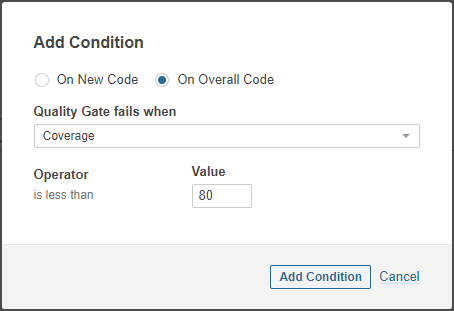 Add Condition
On New Code On Overall Code
Quality Gate fails when
Coverage
Operator Value
is less than 80
Add Condition Cancel